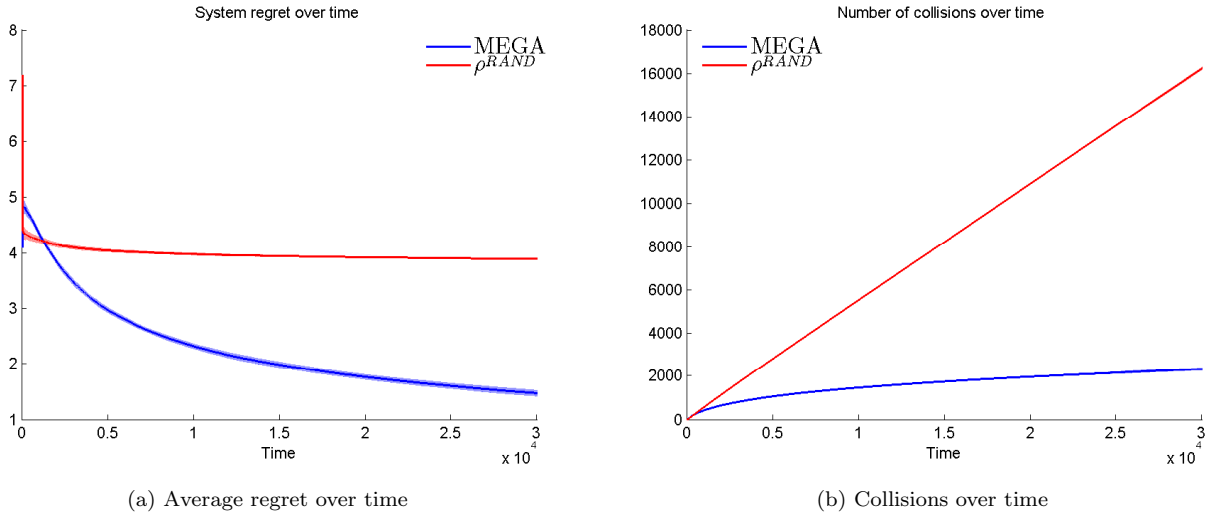 System regret over time
8
7
6
5
4
3
2
1
0
0.5
1
1.5
2
2.5
3
x 10^4
Time
MEGA
ρ^RAND
(a) Average regret over time
Number of collisions over time
18000
16000
14000
12000
10000
8000
6000
4000
2000
0
0
0.5
1
1.5
2
2.5
3
x 10^4
Time
MEGA
ρ^RAND
(b) Collisions over time